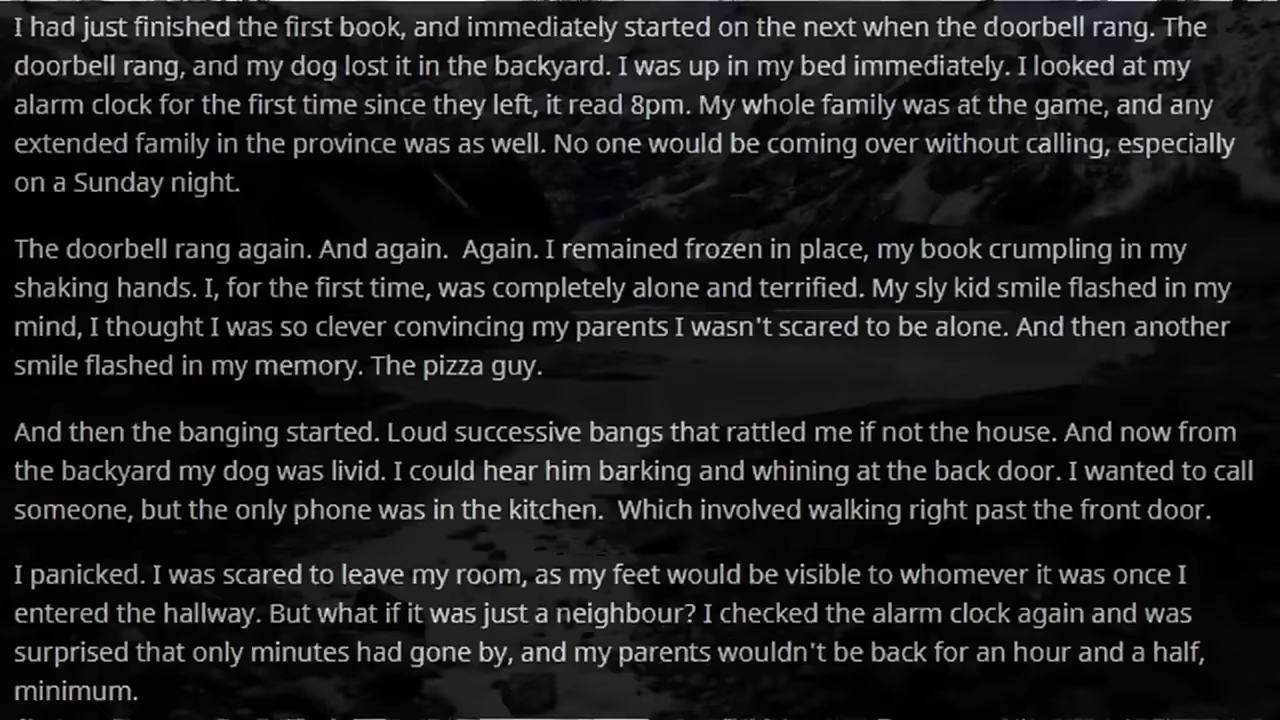 I had just finished the first book, and immediately started on the next when the doorbell rang. The
doorbell rang, and my dog lost it in the backyard. I was up in my bed immediately. I looked at my
alarm clock for the first time since they left, it read 8pm. My whole family was at the game, and any
extended family in the province was as well. No one would be coming over without calling, especially
on a Sunday night.
The doorbell rang again. And again.  Again. I remained frozen in place, my book crumpling in my
shaking hands. I, for the first time, was completely alone and terrified. My sly kid smile flashed in my
mind, I thought I was so clever convincing my parents I wasn't scared to be alone. And then another
smile flashed in my memory. The pizza guy.
And then the banging started. Loud successive bangs that rattled me if not the house. And now from
the backyard my dog was livid. I could hear him barking and whining at the back door. I wanted to call
someone, but the only phone was in the kitchen.  Which involved walking right past the front door.
I panicked. I was scared to leave my room, as my feet would be visible to whomever it was once I
entered the hallway. But what if it was just a neighbour? I checked the alarm clock again and was
surprised that only minutes had gone by, and my parents wouldn't be back for an hour and a half,
minimum.